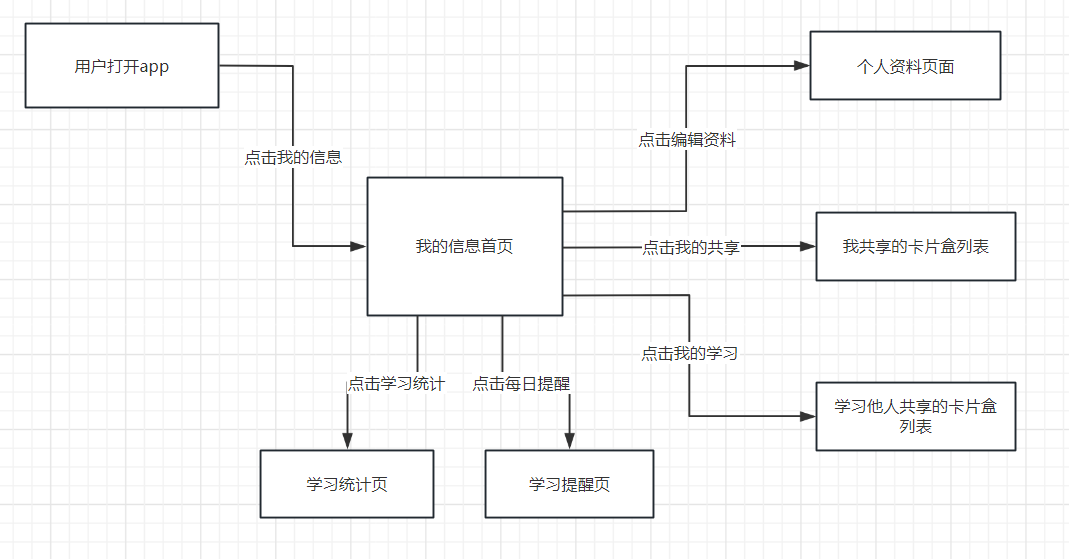 用户打开app
个人资料页面
点击编辑资料
点击我的信息
我的信息首页
点击我的共享
我共享的卡片盒列表
点击我的学习
点击学习统计
点击每日提醒
学习他人共享的卡片盒
列表
学习统计页
学习提醒页